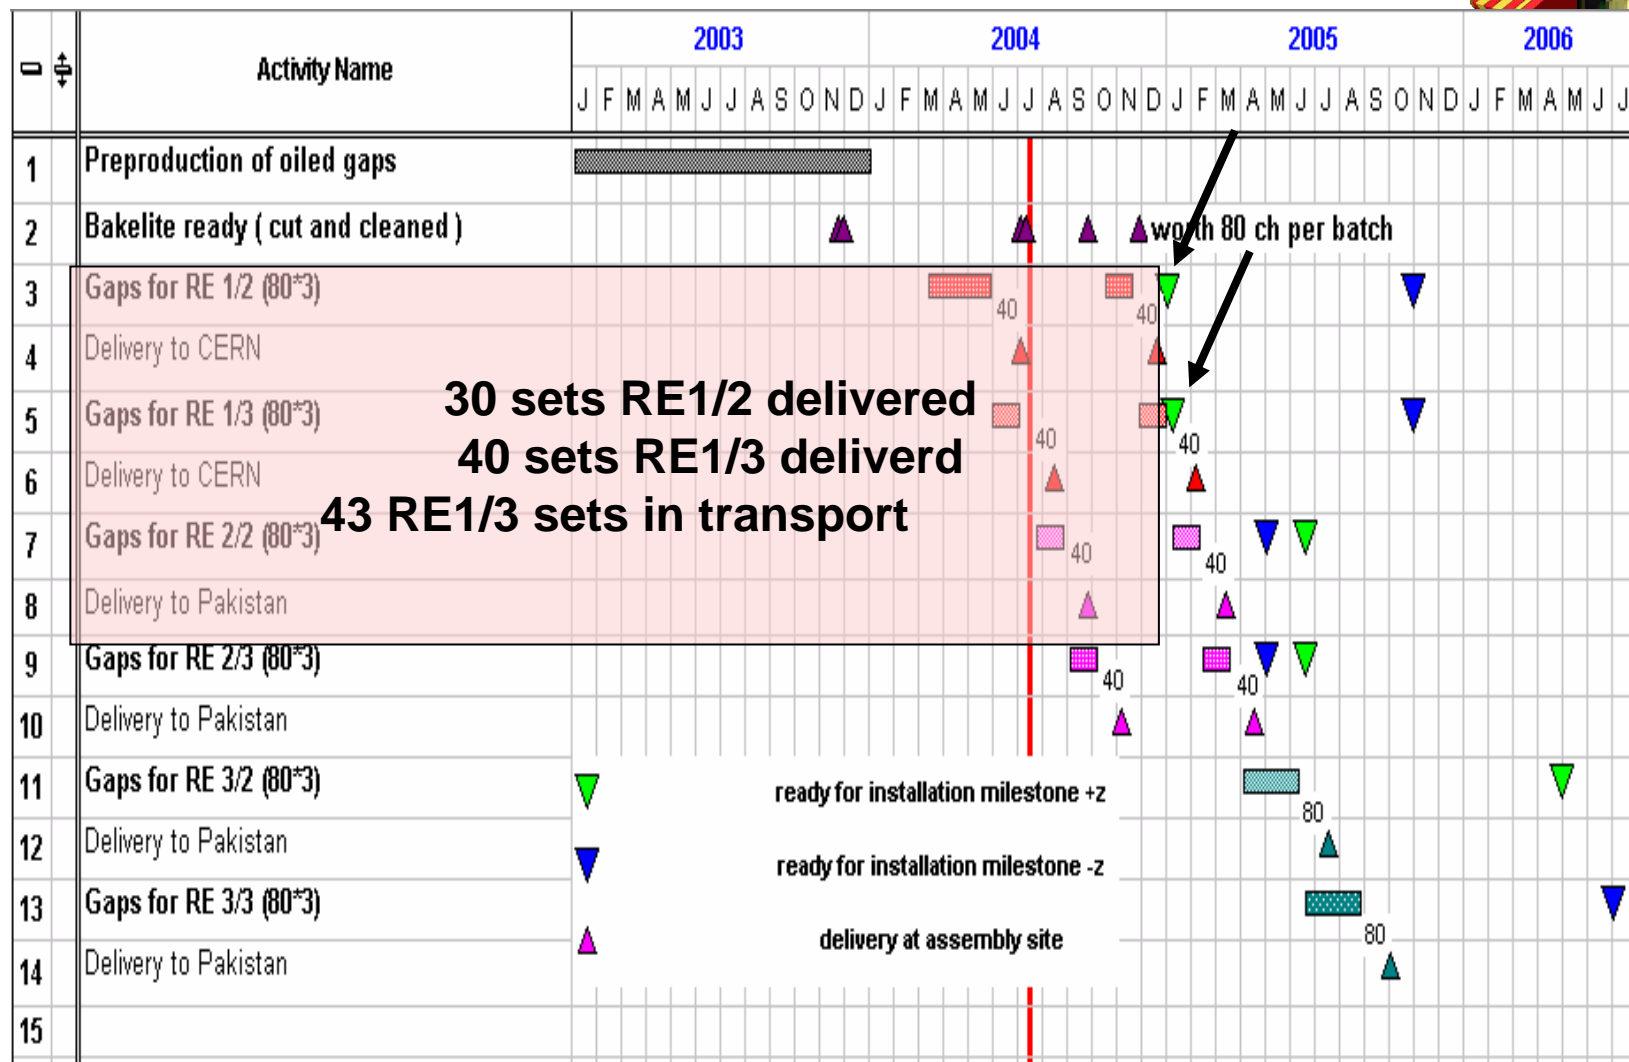 2003 2004 2005 2006
Activity Name
J F M A M J J A S O N D J F M A M J J A S O N D J F M A M J J A S O N D J F M A M J J
1 Preproduction of oiled gaps
2 Bakelite ready ( cut and cleaned ) worth 80 ch per batch
3 Gaps for RE 1/2 (80*3)
40 40
4 Delivery to CERN
30 sets RE1/2 delivered
5 Gaps for RE 1/3 (80*3)
40 40
40 sets RE1/3 deliverd
6 Delivery to CERN
43 RE1/3 sets in transport
7 Gaps for RE 2/2 (80*3)
40 40
8 Delivery to Pakistan
9 Gaps for RE 2/3 (80*3)
40 40
10 Delivery to Pakistan
11 Gaps for RE 3/2 (80*3)
ready for installation milestone +z
80
12 Delivery to Pakistan
ready for installation milestone -z
13 Gaps for RE 3/3 (80*3)
80
delivery at assembly site
14 Delivery to Pakistan
15